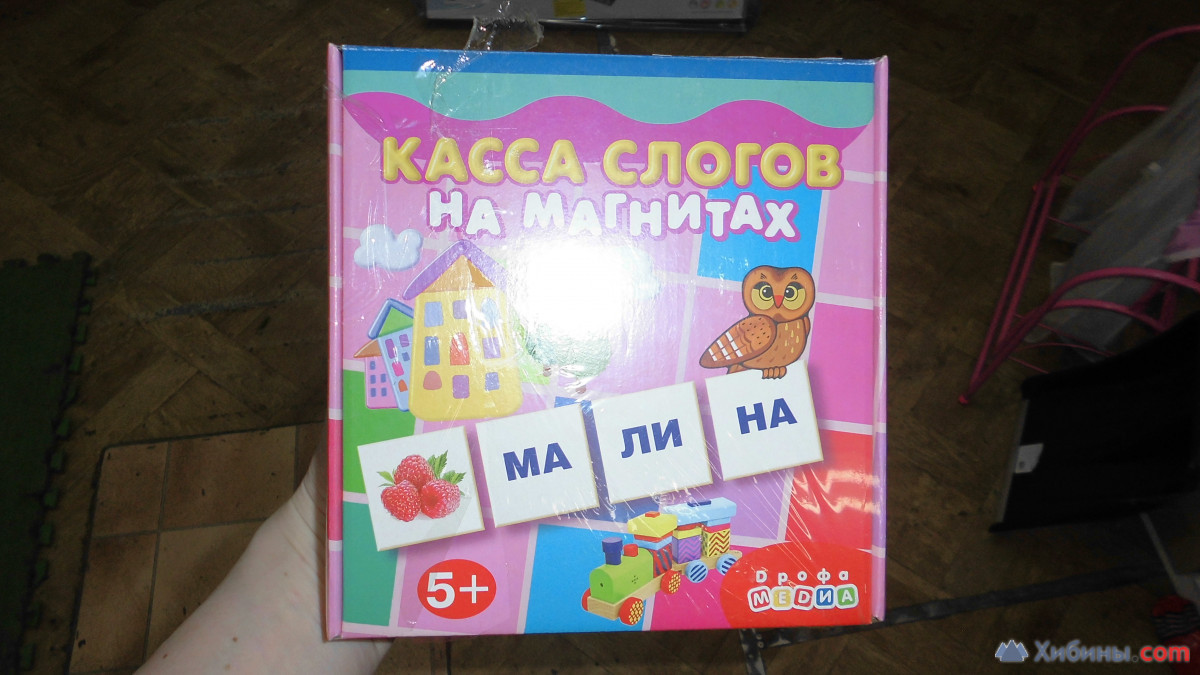 КАССА СЛОГОВ
НА МАГНИТАХ
МА ЛИ НА
5+
Дрофа
МЕДИА
Хибины.com